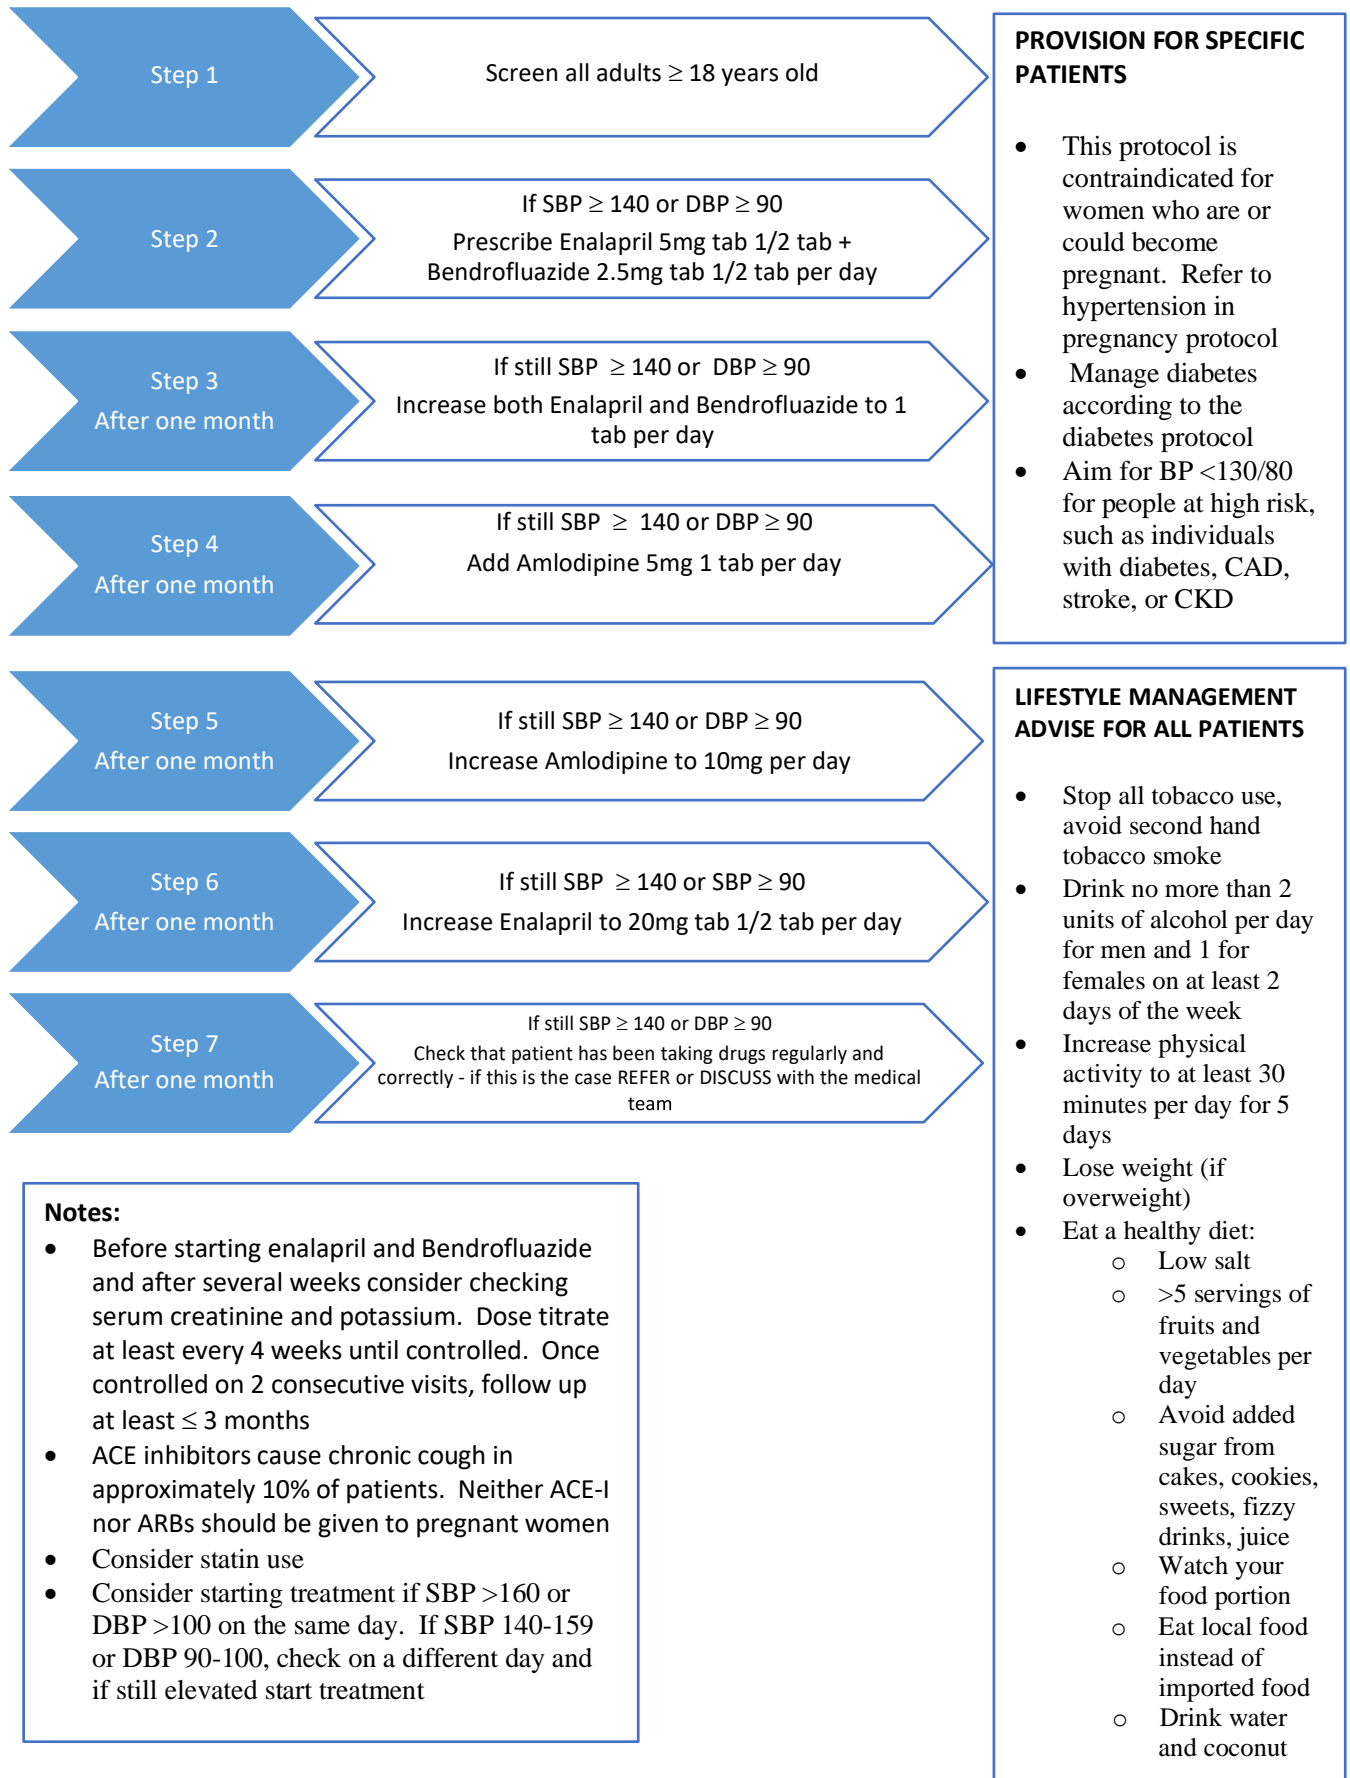 Step 1
Screen all adults ≥ 18 years old
Step 2
If SBP ≥ 140 or DBP ≥ 90
Prescribe Enalapril 5mg tab 1/2 tab +
Bendrofluazide 2.5mg tab 1/2 tab per day
Step 3
After one month
If still SBP ≥ 140 or DBP ≥ 90
Increase both Enalapril and Bendrofluazide to 1
tab per day
Step 4
After one month
If still SBP ≥ 140 or DBP ≥ 90
Add Amlodipine 5mg 1 tab per day
Step 5
After one month
If still SBP ≥ 140 or DBP ≥ 90
Increase Amlodipine to 10mg per day
Step 6
After one month
If still SBP ≥ 140 or SBP ≥ 90
Increase Enalapril to 20mg tab 1/2 tab per day
Step 7
After one month
If still SBP ≥ 140 or DBP ≥ 90
Check that patient has been taking drugs regularly and
correctly - if this is the case REFER or DISCUSS with the medical
team
Notes:
• Before starting enalapril and Bendrofluazide
and after several weeks consider checking
serum creatinine and potassium. Dose titrate
at least every 4 weeks until controlled. Once
controlled on 2 consecutive visits, follow up
at least ≤ 3 months
• ACE inhibitors cause chronic cough in
approximately 10% of patients. Neither ACE-I
nor ARBs should be given to pregnant women
• Consider statin use
• Consider starting treatment if SBP >160 or
DBP >100 on the same day. If SBP 140-159
or DBP 90-100, check on a different day and
if still elevated start treatment
PROVISION FOR SPECIFIC
PATIENTS
• This protocol is
contraindicated for
women who are or
could become
pregnant. Refer to
hypertension in
pregnancy protocol
• Manage diabetes
according to the
diabetes protocol
• Aim for BP <130/80
for people at high risk,
such as individuals
with diabetes, CAD,
stroke, or CKD
LIFESTYLE MANAGEMENT
ADVISE FOR ALL PATIENTS
• Stop all tobacco use,
avoid second hand
tobacco smoke
• Drink no more than 2
units of alcohol per day
for men and 1 for
females on at least 2
days of the week
• Increase physical
activity to at least 30
minutes per day for 5
days
• Lose weight (if
overweight)
• Eat a healthy diet:
o Low salt
o >5 servings of
fruits and
vegetables per
day
o Avoid added
sugar from
cakes, cookies,
sweets, fizzy
drinks, juice
o Watch your
food portion
o Eat local food
instead of
imported food
o Drink water
and coconut